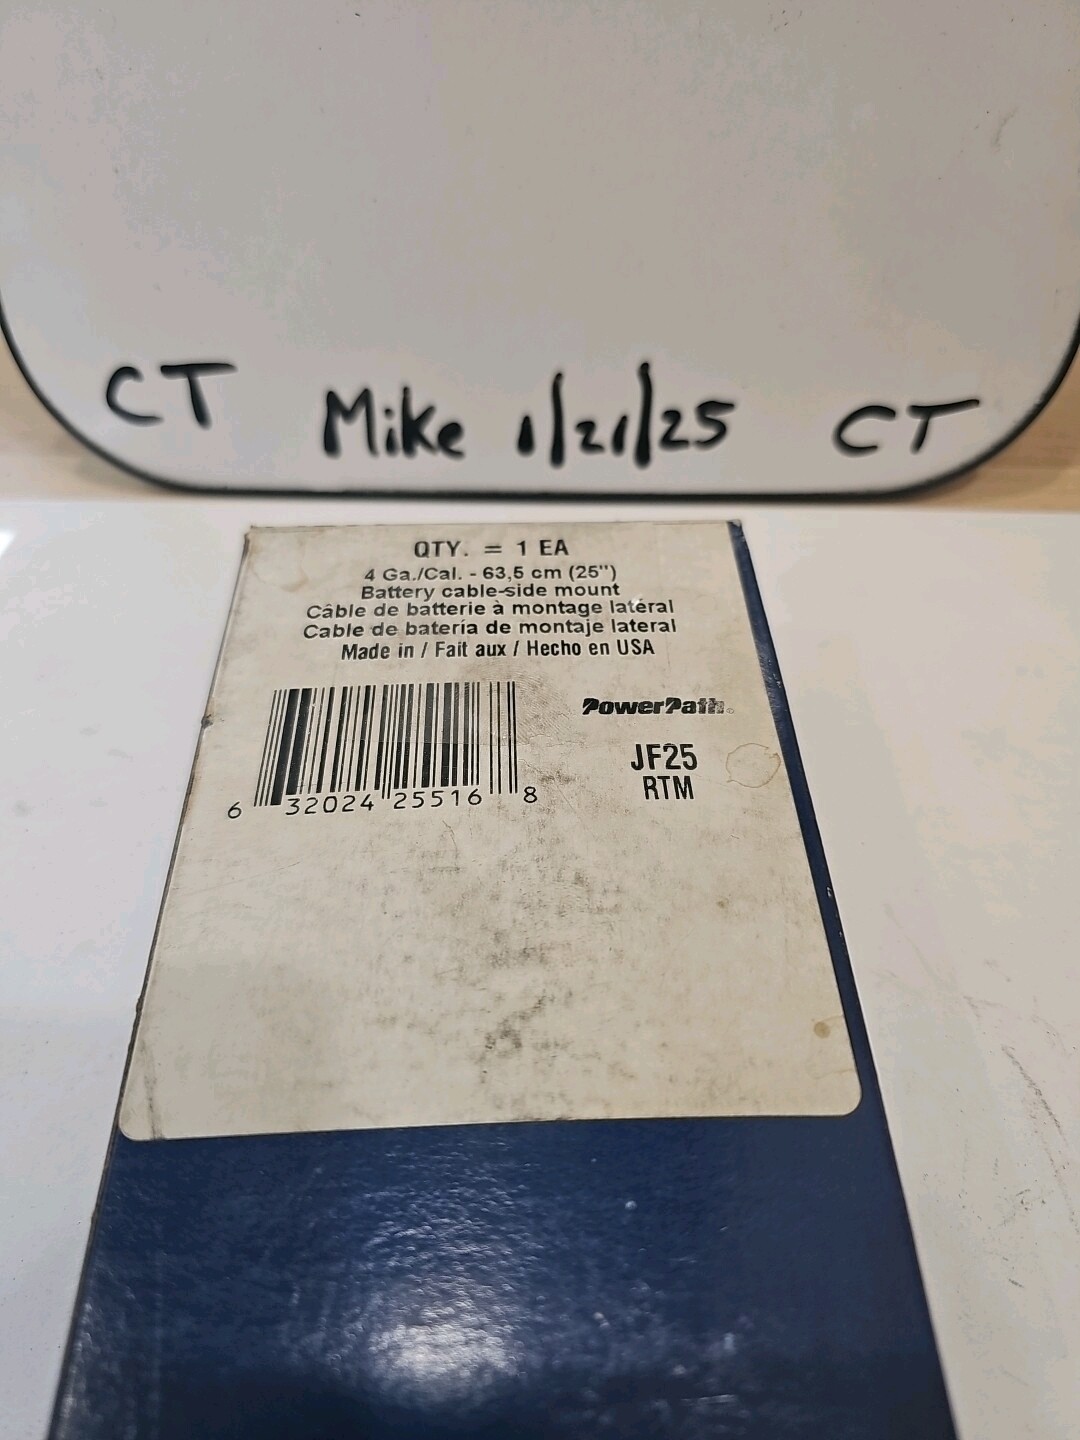 CT Mike 1/21/25 CT
QTY. = 1 EA
4 Ga./Cal. - 63,5 cm (25")
Battery cable-side mount
Câble de batterie à montage latéral
Cable de batería de montaje lateral
Made in / Fait aux / Hecho en USA
PowerPath®
JF25
RTM
6 32024 25516 8